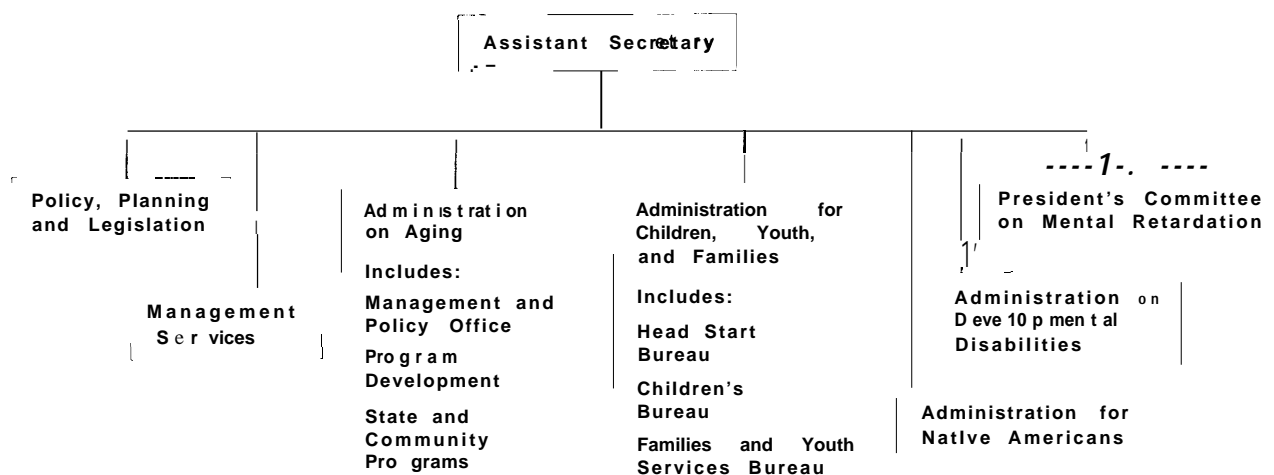 Assistant Secretary
Policy, Planning
and Legislation
Management
Services
Administration
on Aging
Includes:
Management and
Policy Office
Program
Development
State and
Community
Programs
Administration for
Children, Youth,
and Families
Includes:
Head Start
Bureau
Children's
Bureau
Families and Youth
Services Bureau
President's Committee
on Mental Retardation
Administration on
Developmental
Disabilities
Administration for
Native Americans